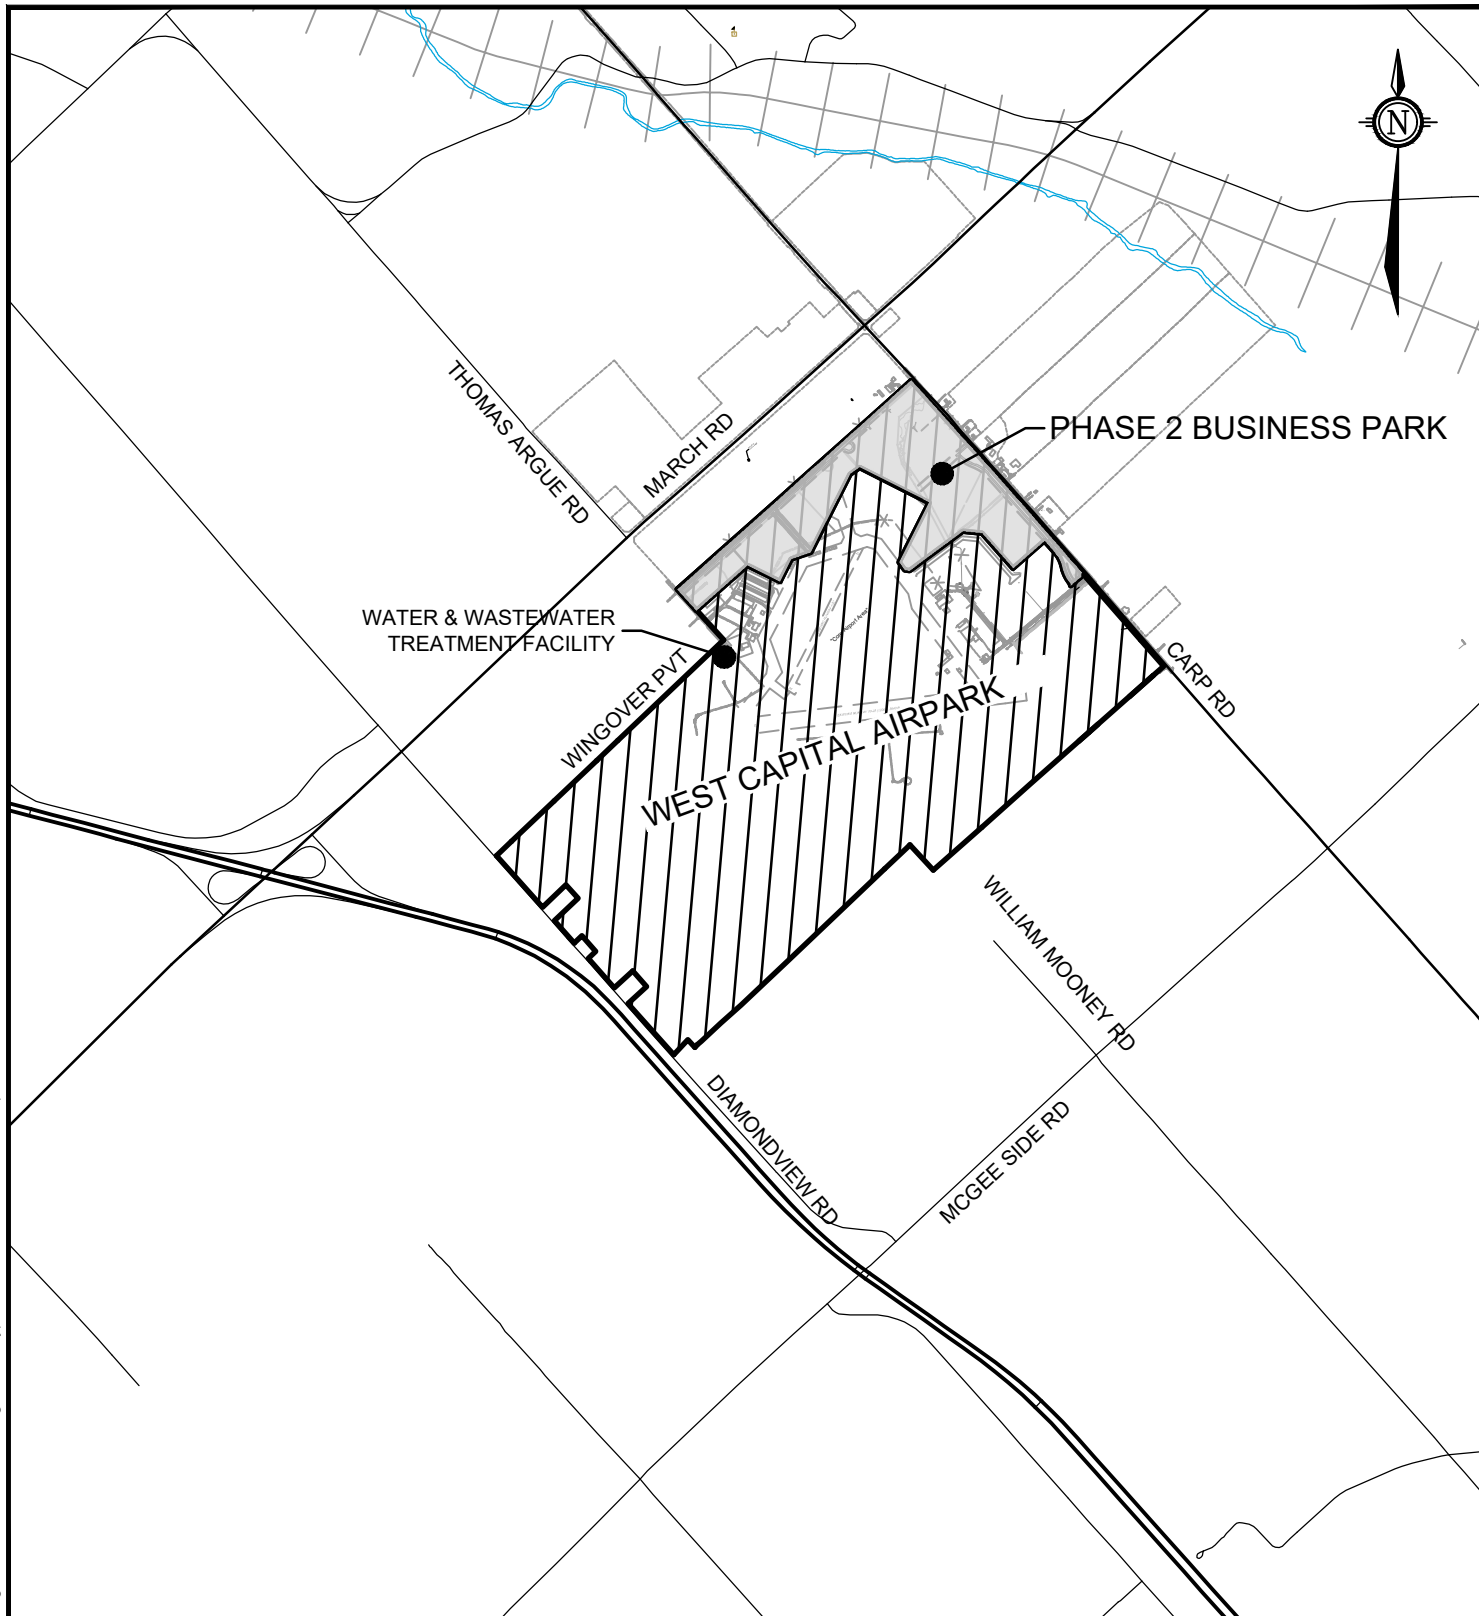 N
THOMAS ARGUE RD
MARCH RD
PHASE 2 BUSINESS PARK
WATER & WASTEWATER
TREATMENT FACILITY
WINGOVER PVT
CARP RD
WEST CAPITAL AIRPARK
WILLIAM MOONEY RD
DIAMONDVIEW RD
MCGEE SIDE RD